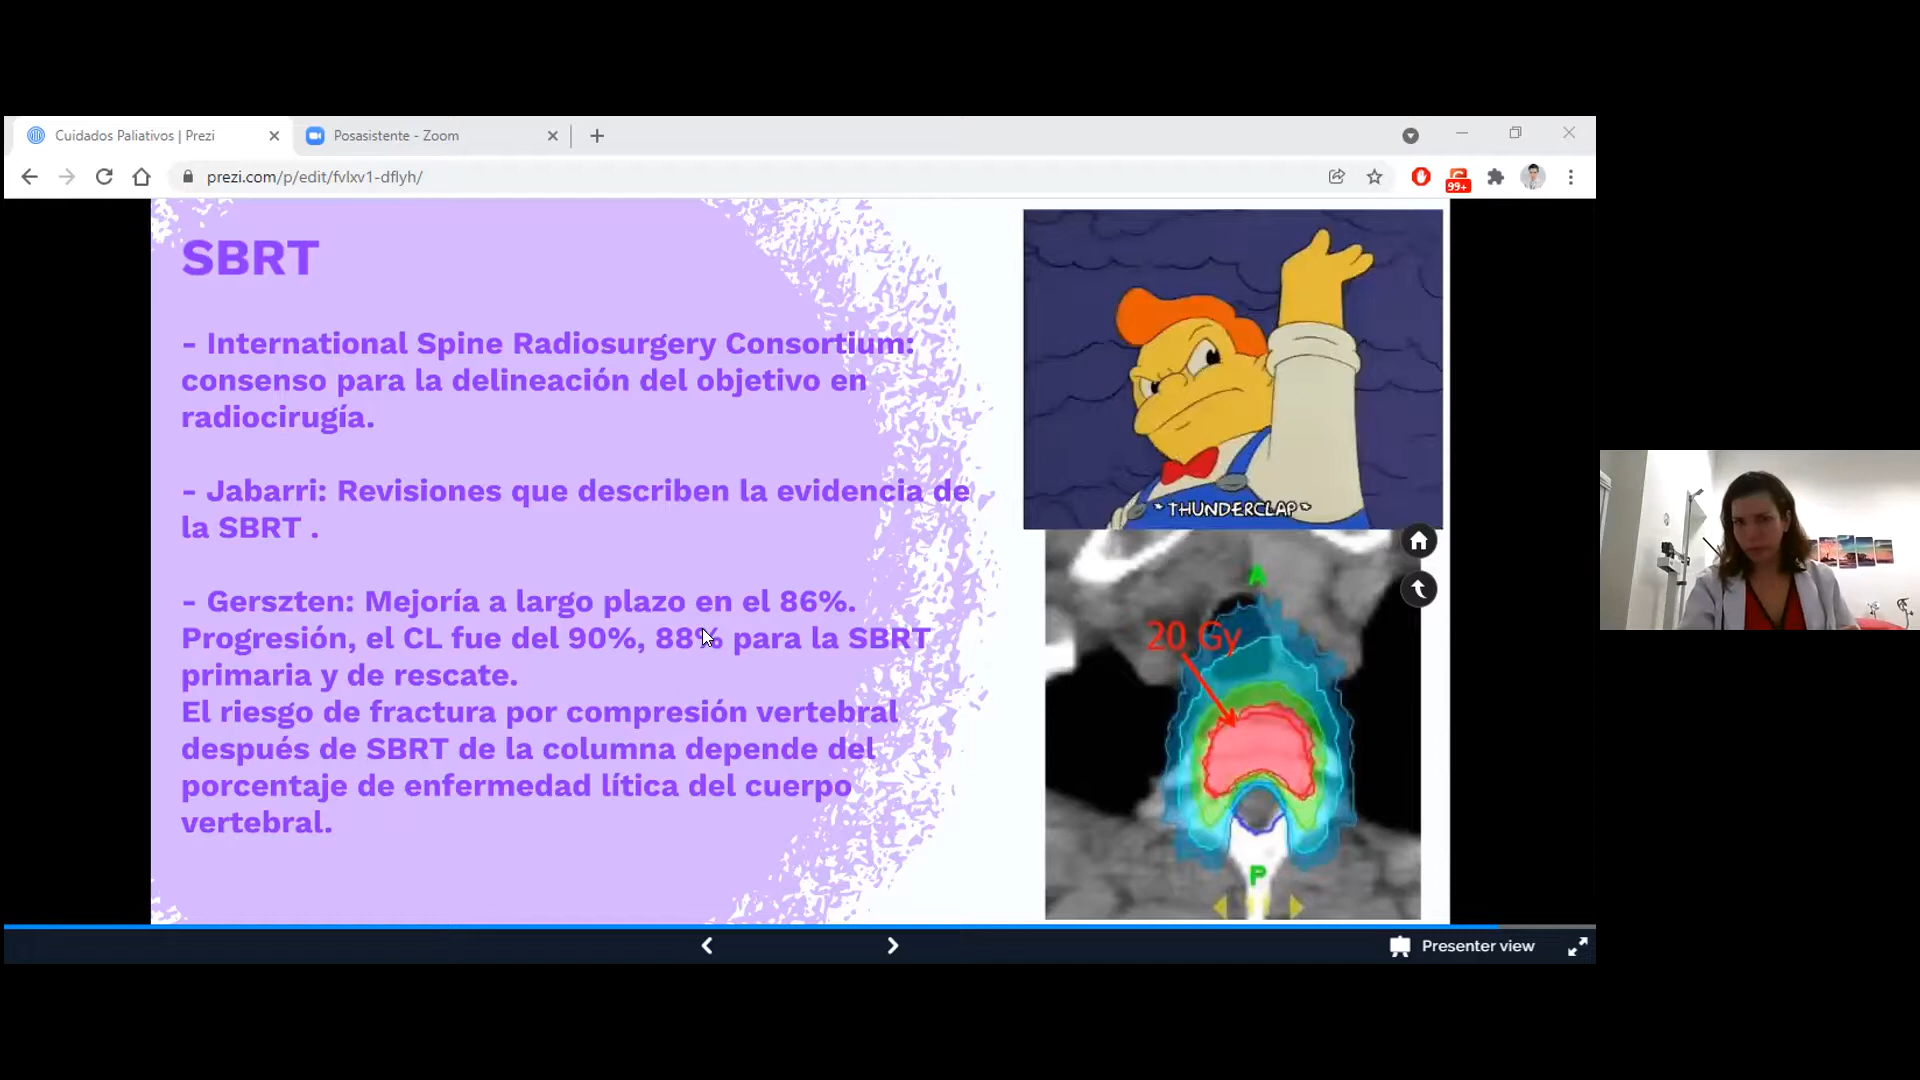 Cuidados Paliativos | Prezi
Posasistente - Zoom
prezi.com/p/edit/fvlxv1-dflyh/
99+
SBRT
- International Spine Radiosurgery Consortium:
consenso para la delineación del objetivo en
radiocirugía.
- Jabarri: Revisiones que describen la evidencia de
la SBRT .
- Gerszten: Mejoría a largo plazo en el 86%.
Progresión, el CL fue del 90%, 88% para la SBRT
primaria y de rescate.
El riesgo de fractura por compresión vertebral
después de SBRT de la columna depende del
porcentaje de enfermedad lítica del cuerpo
vertebral.
*THUNDERCLAP*
A
20 Gy
P
Presenter view